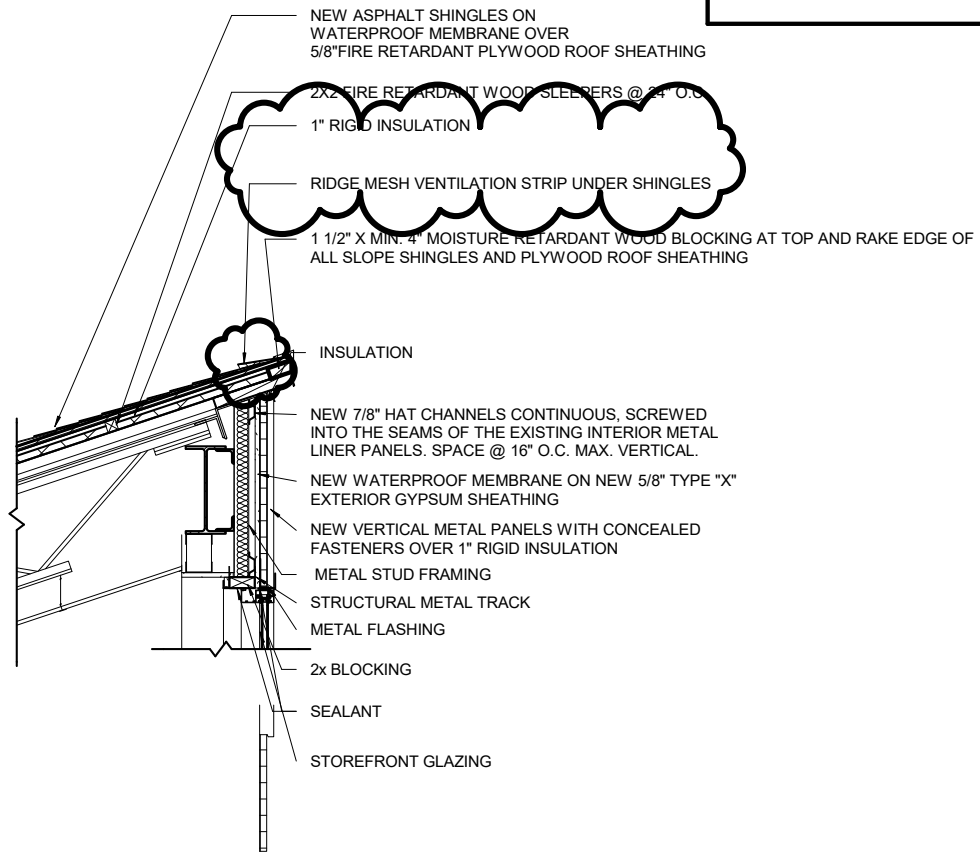 NEW ASPHALT SHINGLES ON
WATERPROOF MEMBRANE OVER
5/8"FIRE RETARDANT PLYWOOD ROOF SHEATHING
2X2 FIRE RETARDANT WOOD SLEEPERS @ 24" O.C.
1" RIGID INSULATION
RIDGE MESH VENTILATION STRIP UNDER SHINGLES
1 1/2" X MIN. 4" MOISTURE RETARDANT WOOD BLOCKING AT TOP AND RAKE EDGE OF
ALL SLOPE SHINGLES AND PLYWOOD ROOF SHEATHING
INSULATION
NEW 7/8" HAT CHANNELS CONTINUOUS, SCREWED
INTO THE SEAMS OF THE EXISTING INTERIOR METAL
LINER PANELS. SPACE @ 16" O.C. MAX. VERTICAL.
NEW WATERPROOF MEMBRANE ON NEW 5/8" TYPE "X"
EXTERIOR GYPSUM SHEATHING
NEW VERTICAL METAL PANELS WITH CONCEALED
FASTENERS OVER 1" RIGID INSULATION
METAL STUD FRAMING
STRUCTURAL METAL TRACK
METAL FLASHING
2x BLOCKING
SEALANT
STOREFRONT GLAZING